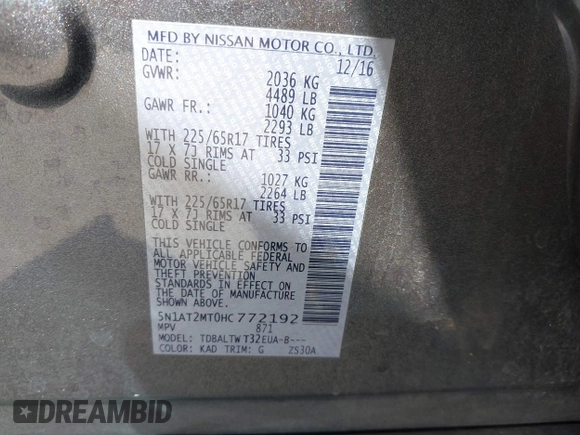 MFD BY NISSAN MOTOR CO., LTD.
DATE: 12/16
GVWR: 2036 KG
4489 LB
GAWR FR.: 1040 KG
2293 LB
WITH 225/65R17 TIRES
17 X 7J RIMS AT 33 PSI
COLD SINGLE
GAWR RR.: 1027 KG
2264 LB
WITH 225/65R17 TIRES
17 X 7J RIMS AT 33 PSI
COLD SINGLE
THIS VEHICLE CONFORMS TO
ALL APPLICABLE FEDERAL
MOTOR VEHICLE SAFETY AND
THEFT PREVENTION
STANDARDS IN EFFECT ON
THE DATE OF MANUFACTURE
SHOWN ABOVE.
5N1AT2MT0HC772192
MPV 871
MODEL: TDBALTWT32EUA-B---
COLOR: KAD TRIM: G 2S30A
DREAMBID